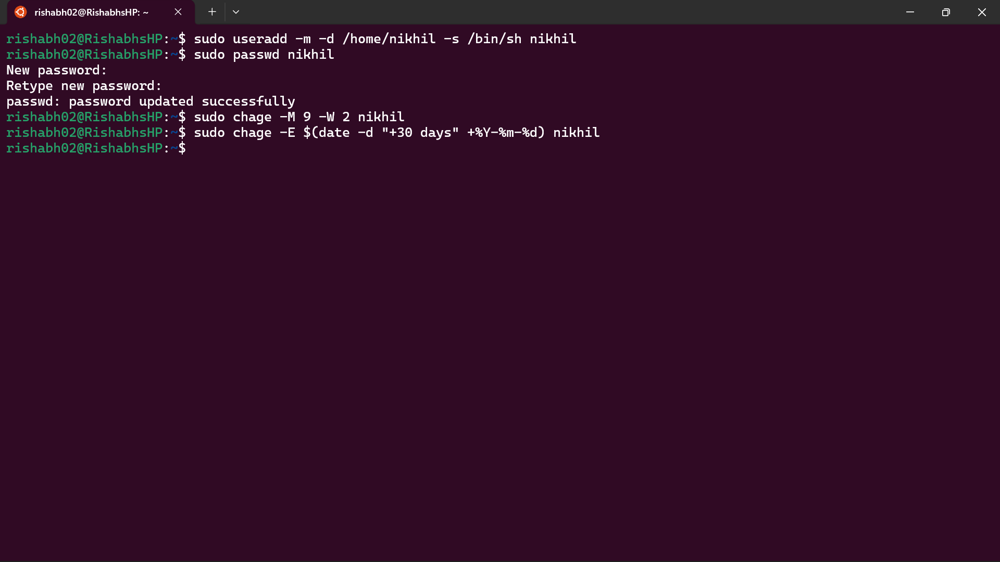 rishabh02@RishabhsHP: ~
rishabh02@RishabhsHP:~$ sudo useradd -m -d /home/nikhil -s /bin/sh nikhil
rishabh02@RishabhsHP:~$ sudo passwd nikhil
New password:
Retype new password:
passwd: password updated successfully
rishabh02@RishabhsHP:~$ sudo chage -M 9 -W 2 nikhil
rishabh02@RishabhsHP:~$ sudo chage -E $(date -d "+30 days" +%Y-%m-%d) nikhil
rishabh02@RishabhsHP:~$